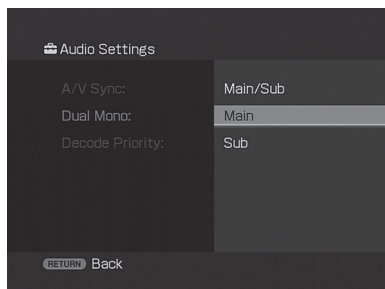 Audio Settings
A/V Sync: Main/Sub
Dual Mono: Main
Decode Priority: Sub
RETURN Back